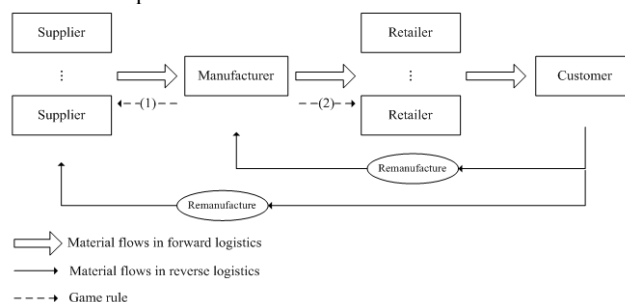 Supplier
⋮
Supplier
Manufacturer
Retailer
⋮
Retailer
Customer
(1)
(2)
Remanufacture
Remanufacture
Material flows in forward logistics
Material flows in reverse logistics
Game rule